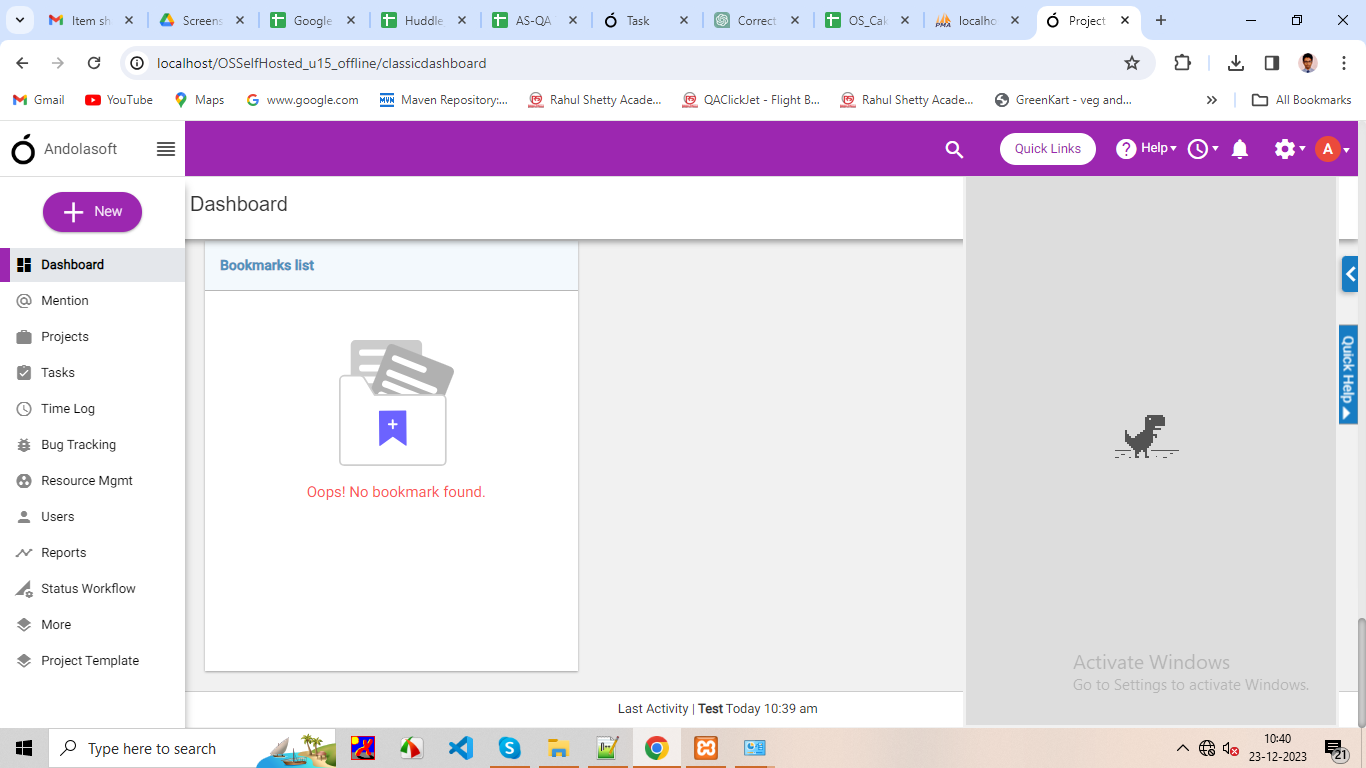 Item sh
Screens
Google
Huddle
AS-QA
Task
Correct
OS_Cak
PMA
localho
Project
localhost/OSSelfHosted_u15_offline/classicdashboard
Gmail
YouTube
Maps
www.google.com
MVN
Maven Repository:...
Rahul Shetty Acade...
QAClickJet - Flight B...
Rahul Shetty Acade...
GreenKart - veg and...
All Bookmarks
Andolasoft
Quick Links
Help
A
New
Dashboard
Dashboard
Mention
Projects
Tasks
Time Log
Bug Tracking
Resource Mgmt
Users
Reports
Status Workflow
More
Project Template
Bookmarks list
Oops! No bookmark found.
Quick Help
Activate Windows
Go to Settings to activate Windows.
Last Activity | Test Today 10:39 am
Type here to search
10:40
23-12-2023
21